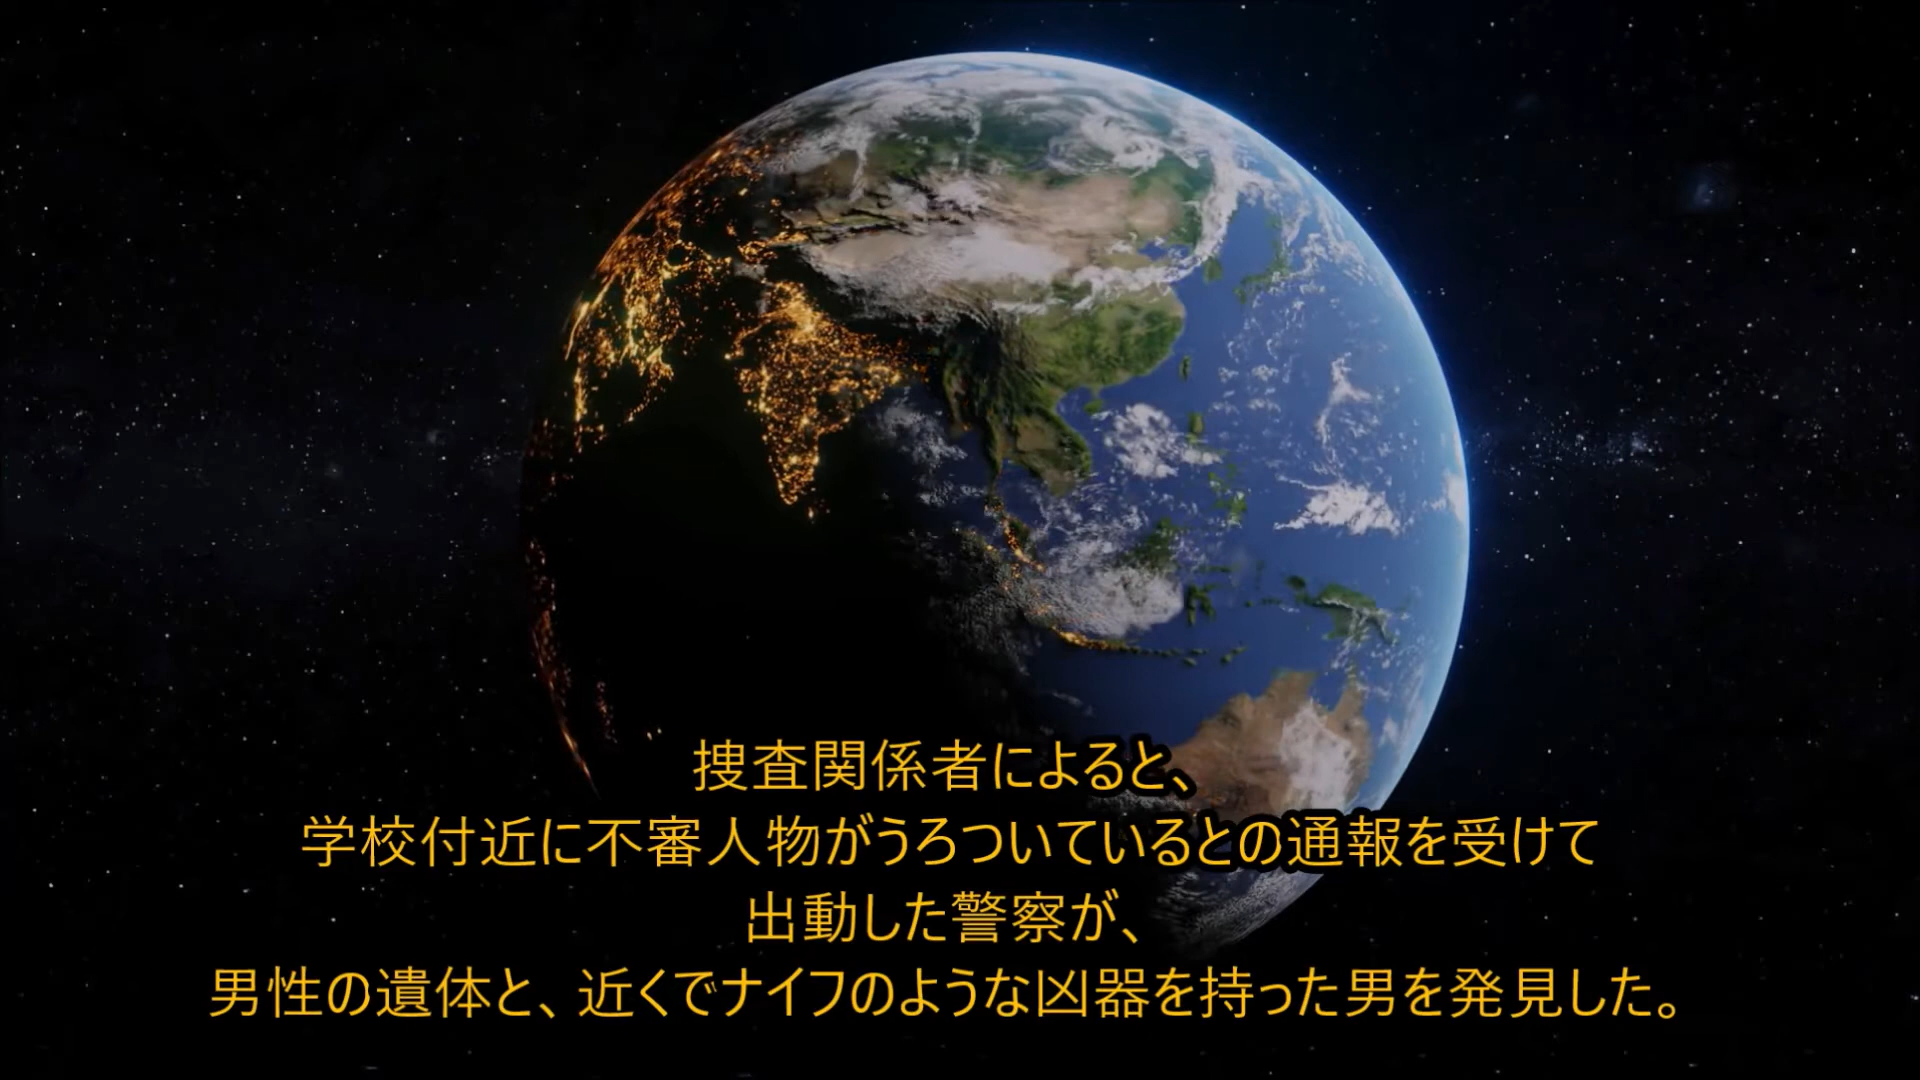 捜査関係者によると、
学校付近に不審人物がうろついているとの通報を受けて
出動した警察が、
男性の遺体と、近くでナイフのような凶器を持った男を発見した。